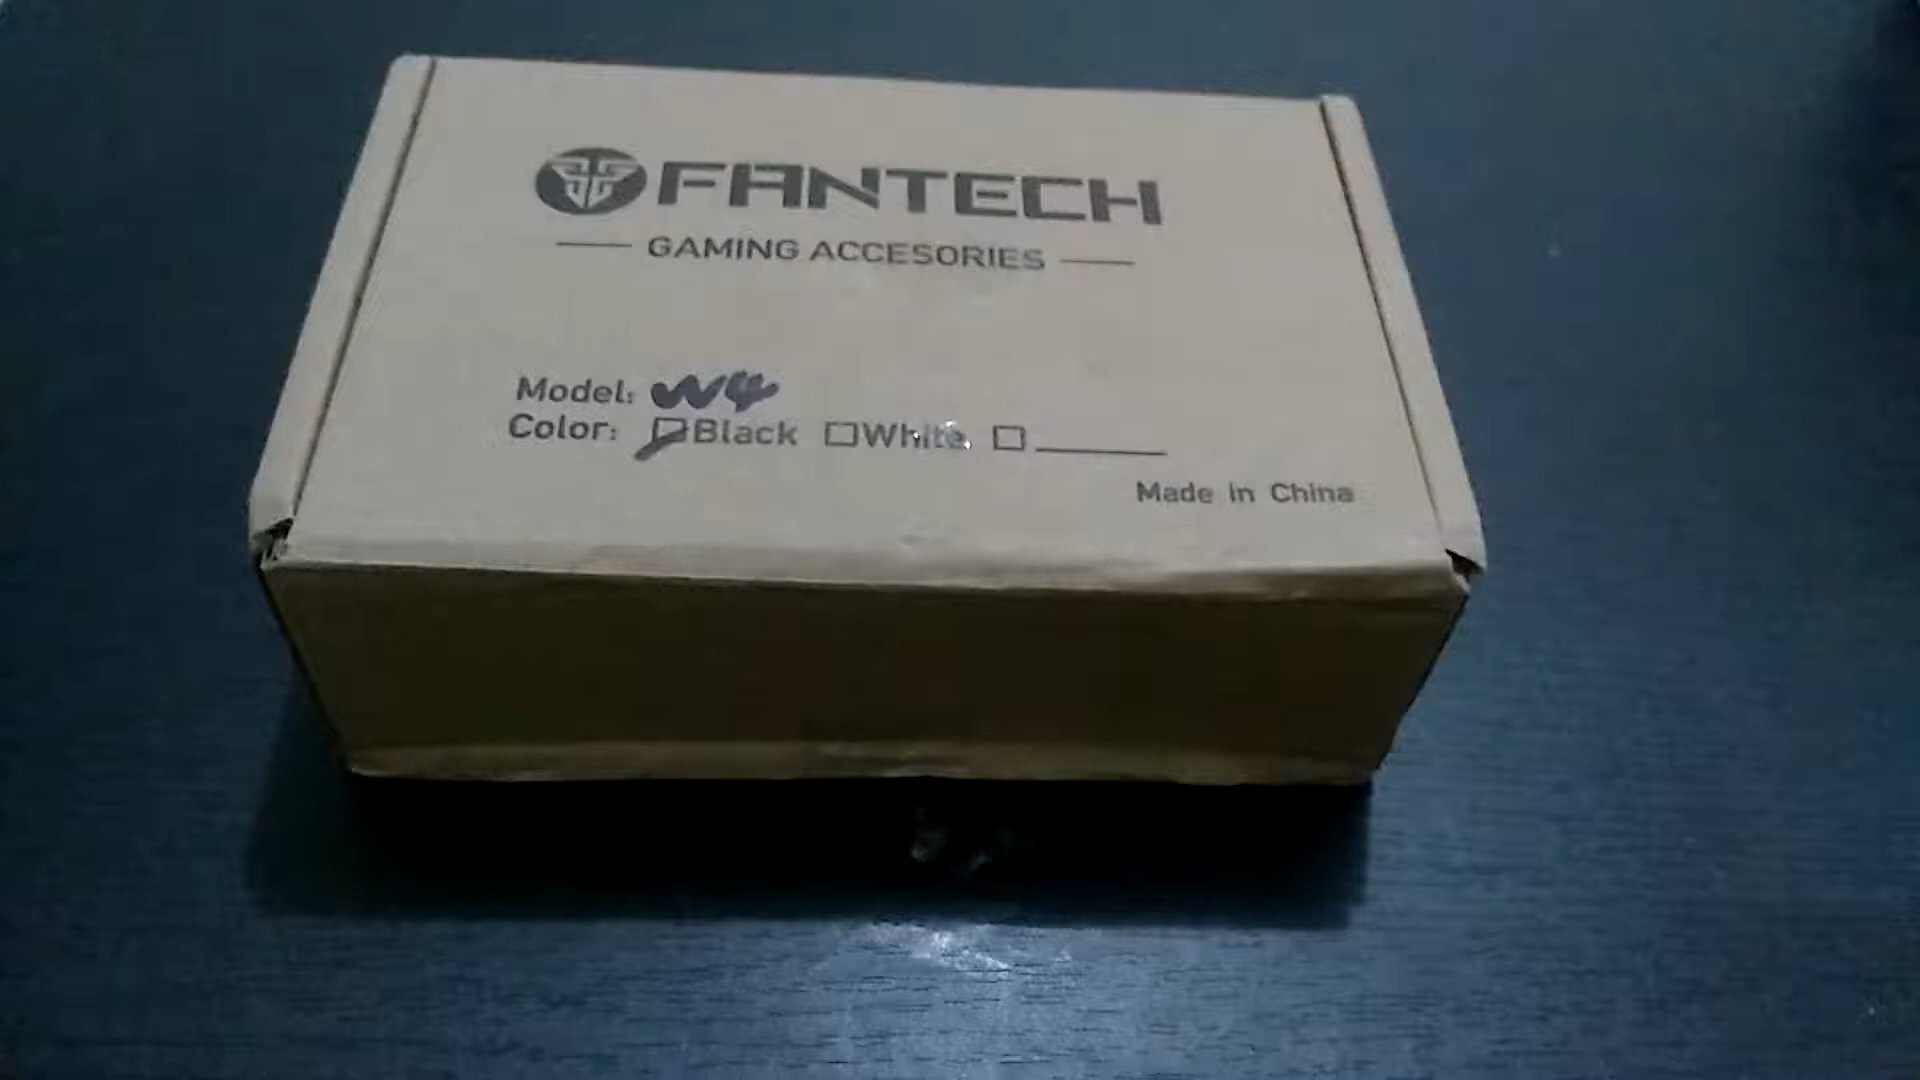 FANTECH
GAMING ACCESORIES
Model: W4
Color: Black White
Made in China